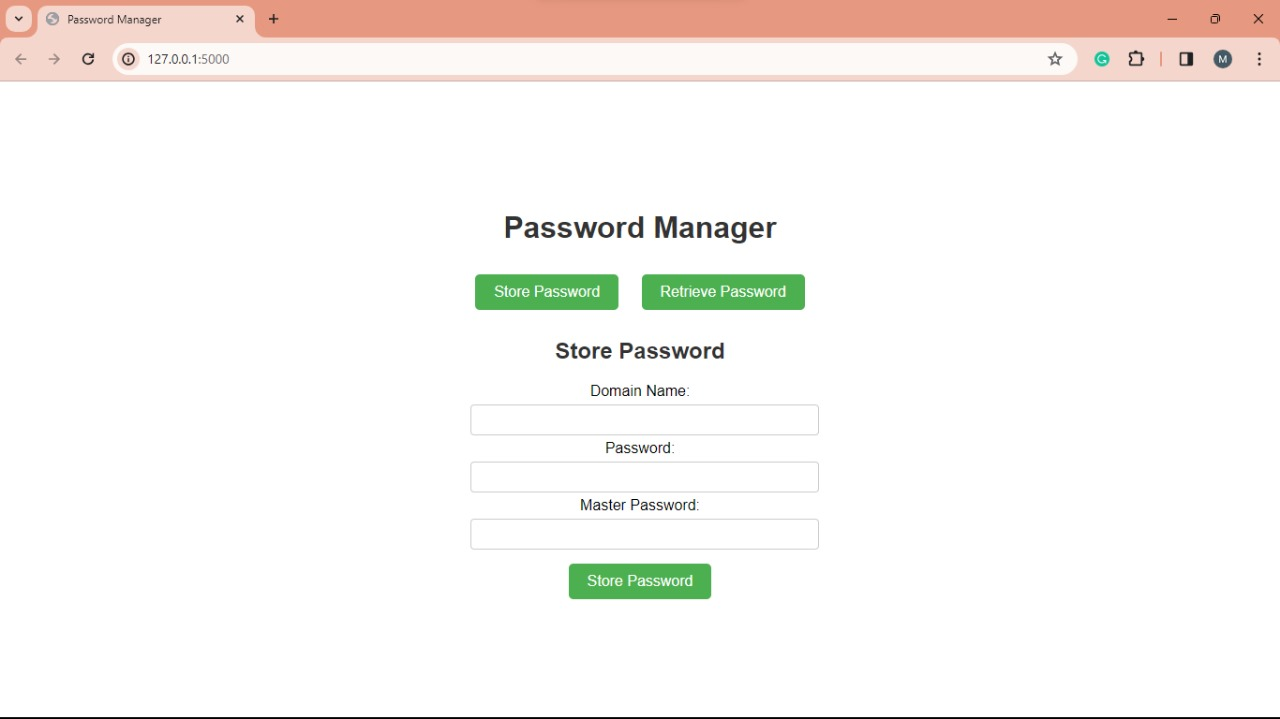 Password Manager
127.0.0.1:5000
M
Password Manager
Store Password Retrieve Password
Store Password
Domain Name:
Password:
Master Password:
Store Password